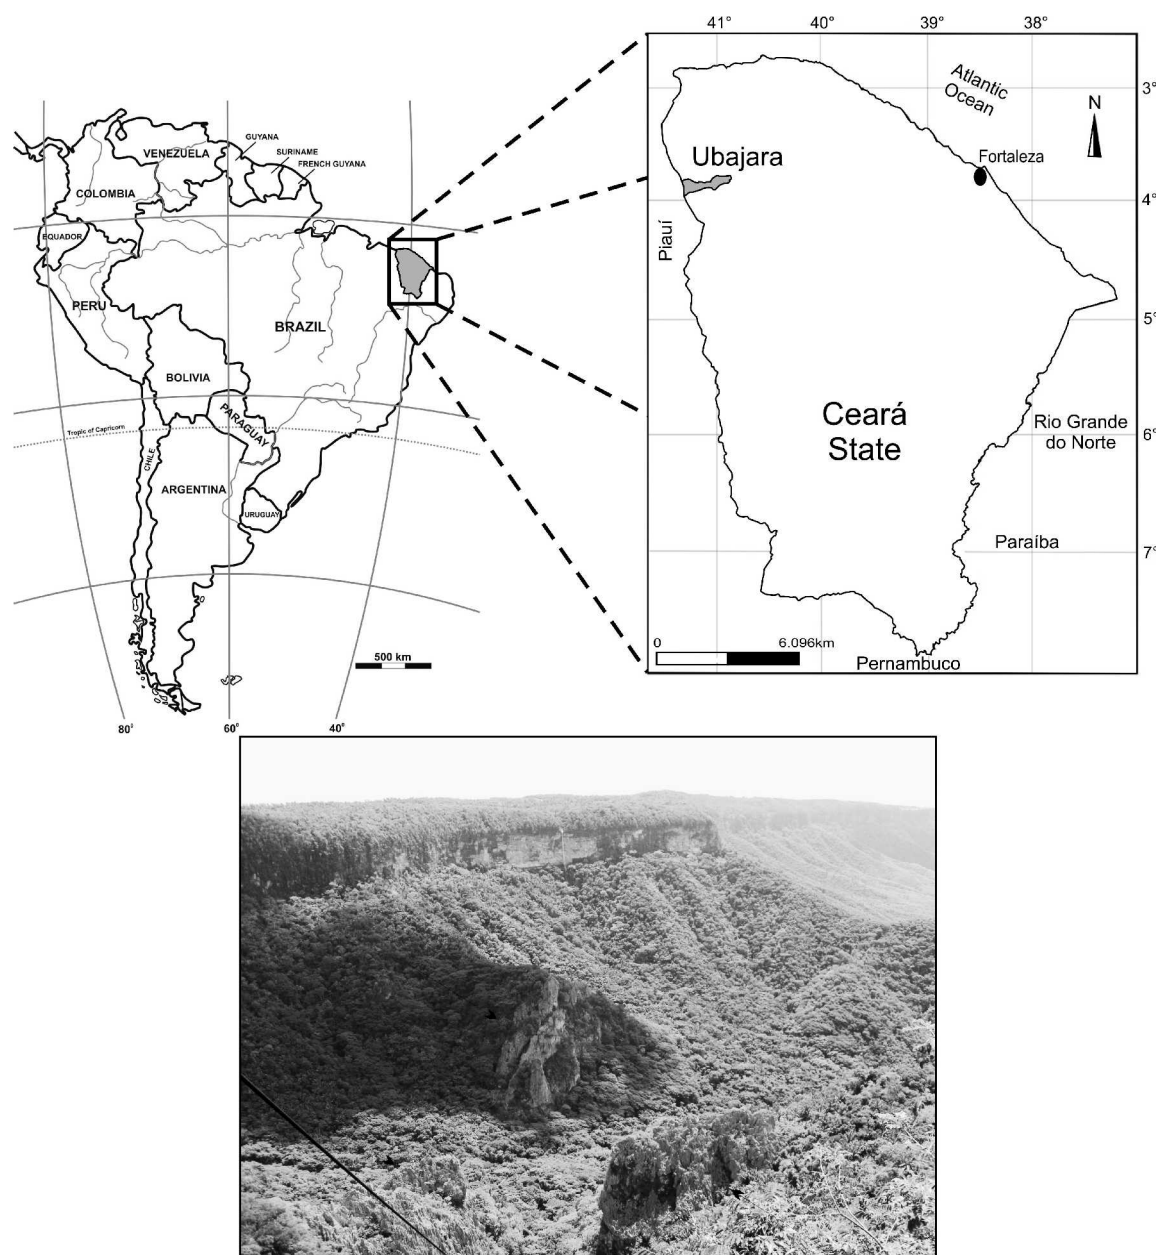 GUYANA
SURINAME
FRENCH GUYANA
VENEZUELA
COLOMBIA
EQUADOR
PERU
BRAZIL
BOLIVIA
PARAGUAY
Tropic of Capricorn
CHILE
ARGENTINA
URUGUAY
500 km
80°
60°
40°
41°
40°
39°
38°
Atlantic
Ocean
3°
N
Ubajara
Fortaleza
4°
Piauí
5°
Ceará
State
Rio Grande
do Norte
6°
Paraíba
7°
0
6.096km
Pernambuco